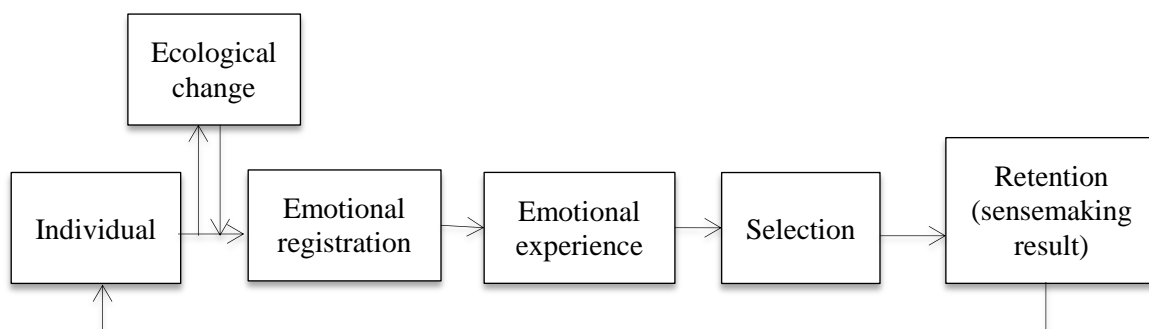 Ecological
change
Individual
Emotional
registration
Emotional
experience
Selection
Retention
(sensemaking
result)